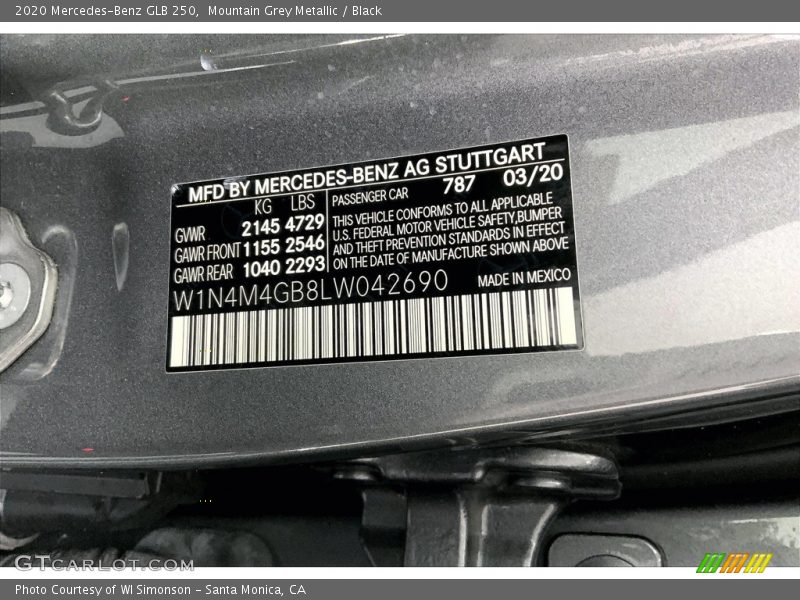 2020 Mercedes-Benz GLB 250,  Mountain Grey Metallic / Black
MFD BY MERCEDES-BENZ AG STUTTGART
KG LBS
GVWR 2145 4729
GAWR FRONT 1155 2546
GAWR REAR 1040 2293
PASSENGER CAR 787 03/20
THIS VEHICLE CONFORMS TO ALL APPLICABLE
U.S. FEDERAL MOTOR VEHICLE SAFETY,BUMPER
AND THEFT PREVENTION STANDARDS IN EFFECT
ON THE DATE OF MANUFACTURE SHOWN ABOVE
W1N4M4GB8LW042690
MADE IN MEXICO
GTCARLOT.COM
Photo Courtesy of WI Simonson - Santa Monica, CA